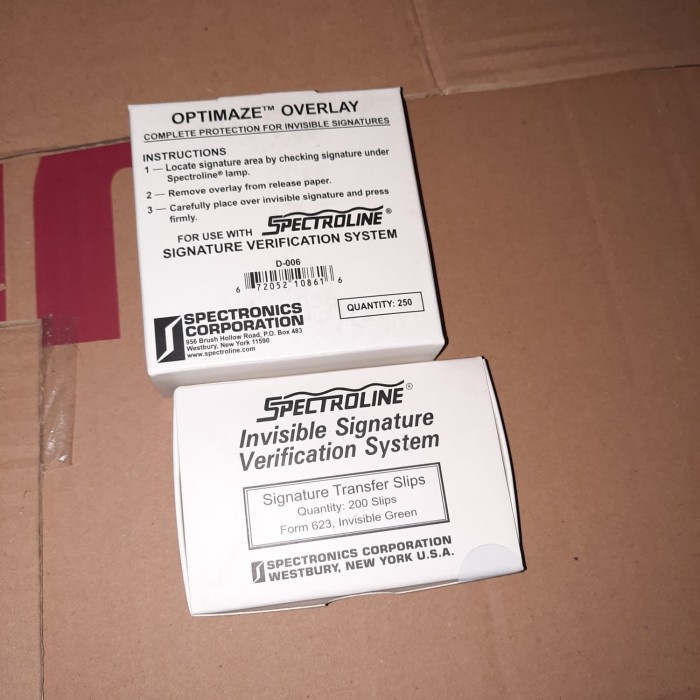 OPTIMAZE™ OVERLAY
COMPLETE PROTECTION FOR INVISIBLE SIGNATURES
INSTRUCTIONS
1 — Locate signature area by checking signature under
Spectroline® lamp.
2 — Remove overlay from release paper.
3 — Carefully place over invisible signature and press
firmly.
FOR USE WITH SPECTROLINE®
SIGNATURE VERIFICATION SYSTEM
D-006
6 72052 10861 6
SPECTRONICS
CORPORATION
956 Brush Hollow Road, P.O. Box 483
Westbury, New York 11590
www.spectroline.com
QUANTITY: 250
SPECTROLINE®
Invisible Signature
Verification System
Signature Transfer Slips
Quantity: 200 Slips
Form 623, Invisible Green
SPECTRONICS CORPORATION
WESTBURY, NEW YORK U.S.A.